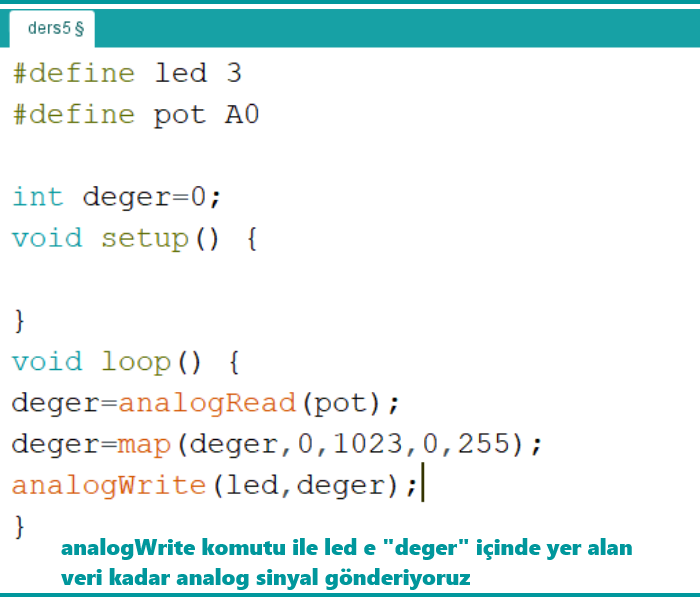 ders5 §
#define led 3
#define pot A0
int deger=0;
void setup() {
}
void loop() {
deger=analogRead(pot);
deger=map(deger,0,1023,0,255);
analogWrite(led,deger);
}
analogWrite komutu ile led e "deger" içinde yer alan
veri kadar analog sinyal gönderiyoruz